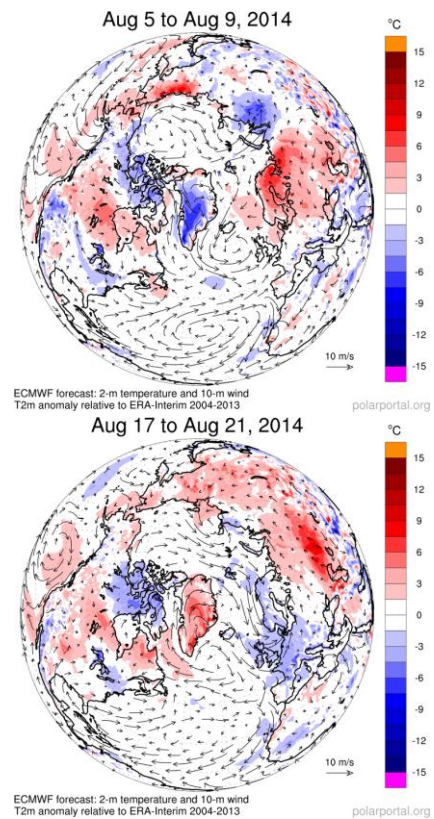 Aug 5 to Aug 9, 2014
°C
15
12
9
6
3
0
-3
-6
-9
-12
-15
10 m/s
ECMWF forecast: 2-m temperature and 10-m wind
T2m anomaly relative to ERA-Interim 2004-2013
polarportal.org
Aug 17 to Aug 21, 2014
°C
15
12
9
6
3
0
-3
-6
-9
-12
-15
10 m/s
ECMWF forecast: 2-m temperature and 10-m wind
T2m anomaly relative to ERA-Interim 2004-2013
polarportal.org